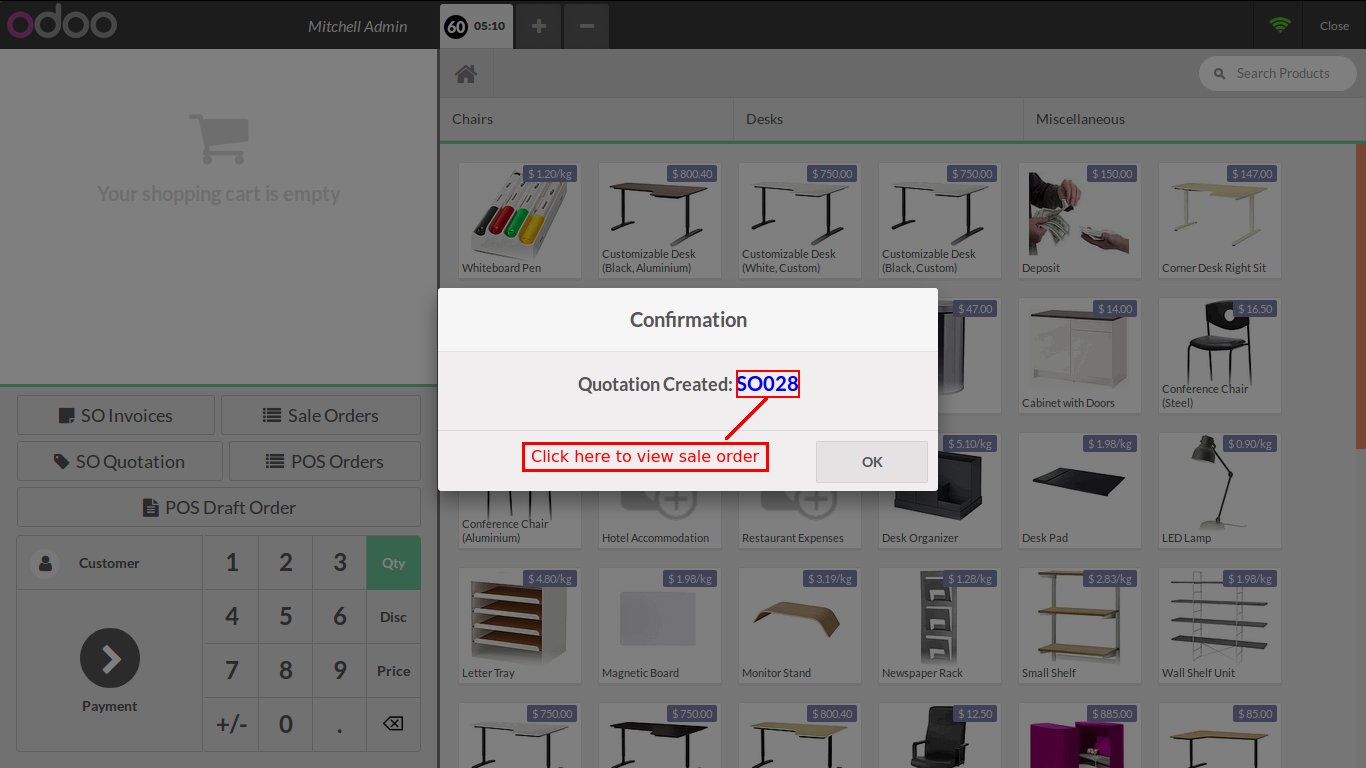 odoo
Mitchell Admin
60 05:10
Close
Search Products
Chairs
Desks
Miscellaneous
Your shopping cart is empty
$ 1.20/kg
Whiteboard Pen
$ 800.40
Customizable Desk
(Black, Aluminium)
$ 750.00
Customizable Desk
(White, Custom)
$ 750.00
Customizable Desk
(Black, Custom)
$ 150.00
Deposit
$ 147.00
Corner Desk Right Sit
$ 47.00
$ 14.00
Cabinet with Doors
$ 16.50
Conference Chair
(Steel)
Confirmation
Quotation Created: SO028
Click here to view sale order
OK
SO Invoices
Sale Orders
SO Quotation
POS Orders
POS Draft Order
Conference Chair
(Aluminium)
Hotel Accommodation
Restaurant Expenses
$ 5.10/kg
Desk Organizer
$ 1.98/kg
Desk Pad
$ 0.90/kg
LED Lamp
Customer
1 2 3 Qty
4 5 6 Disc
7 8 9 Price
+/- 0 .
Payment
$ 4.80/kg
Letter Tray
$ 1.98/kg
Magnetic Board
$ 3.19/kg
Monitor Stand
$ 1.28/kg
Newspaper Rack
$ 2.83/kg
Small Shelf
$ 1.98/kg
Wall Shelf Unit
$ 750.00
$ 750.00
$ 800.40
$ 12.50
$ 885.00
$ 85.00